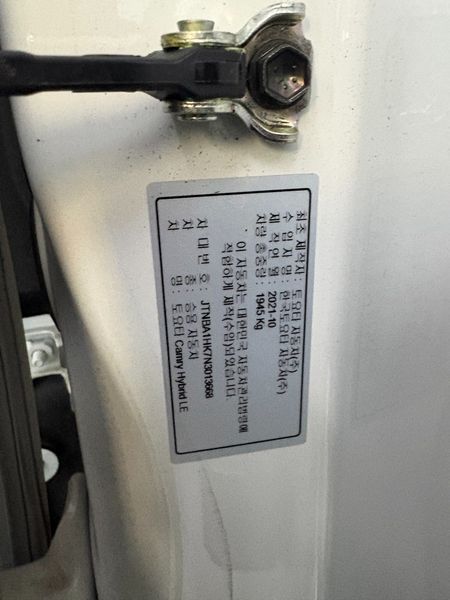 최초 제작자: 토요타 자동차(주)
수 입 자 명: 한국토요타 자동차(주)
제 작 연 월: 2021-10
차량 총 중량: 1945 Kg
이 자동차는 대한민국 자동차관리법령에
적합하게 제작(수입)되었습니다.
차 대 번 호: JTNBA1HK7N3013668
차 종: 승용 자동차
차 명: 토요타 Camry Hybrid LE